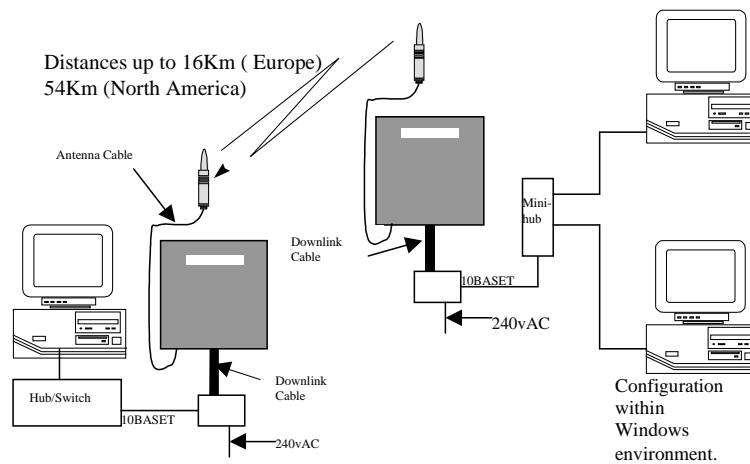 Distances up to 16Km ( Europe)
54Km (North America)
Antenna Cable
Mini-
hub
Downlink
Cable
10BASET
240vAC
Downlink
Cable
Hub/Switch
10BASET
240vAC
Configuration
within
Windows
environment.